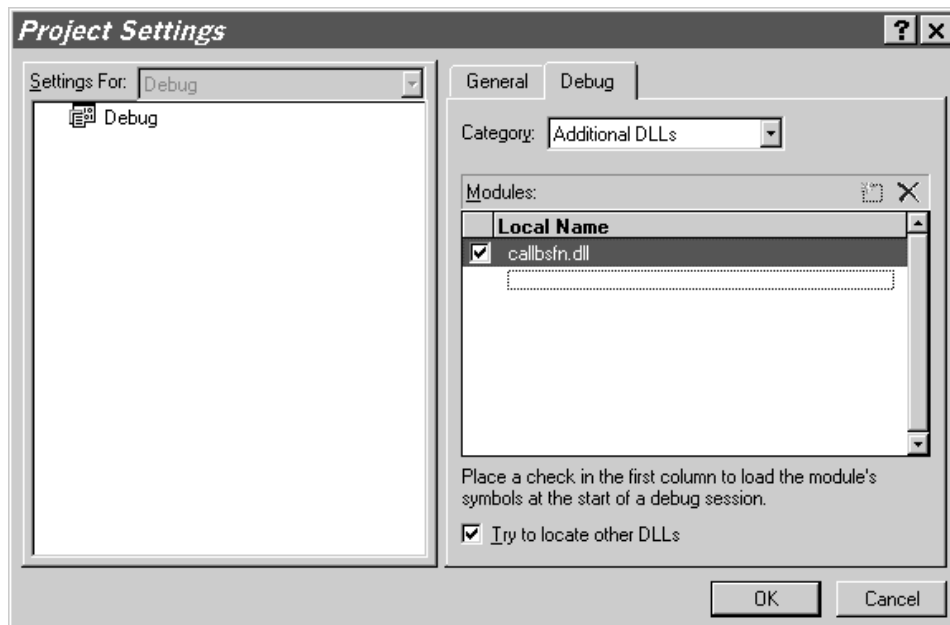 Project Settings
Settings For: Debug
Debug
General Debug
Category: Additional DLLs
Modules:
Local Name
callbsfn.dll
Place a check in the first column to load the module's
symbols at the start of a debug session.
Try to locate other DLLs
OK Cancel